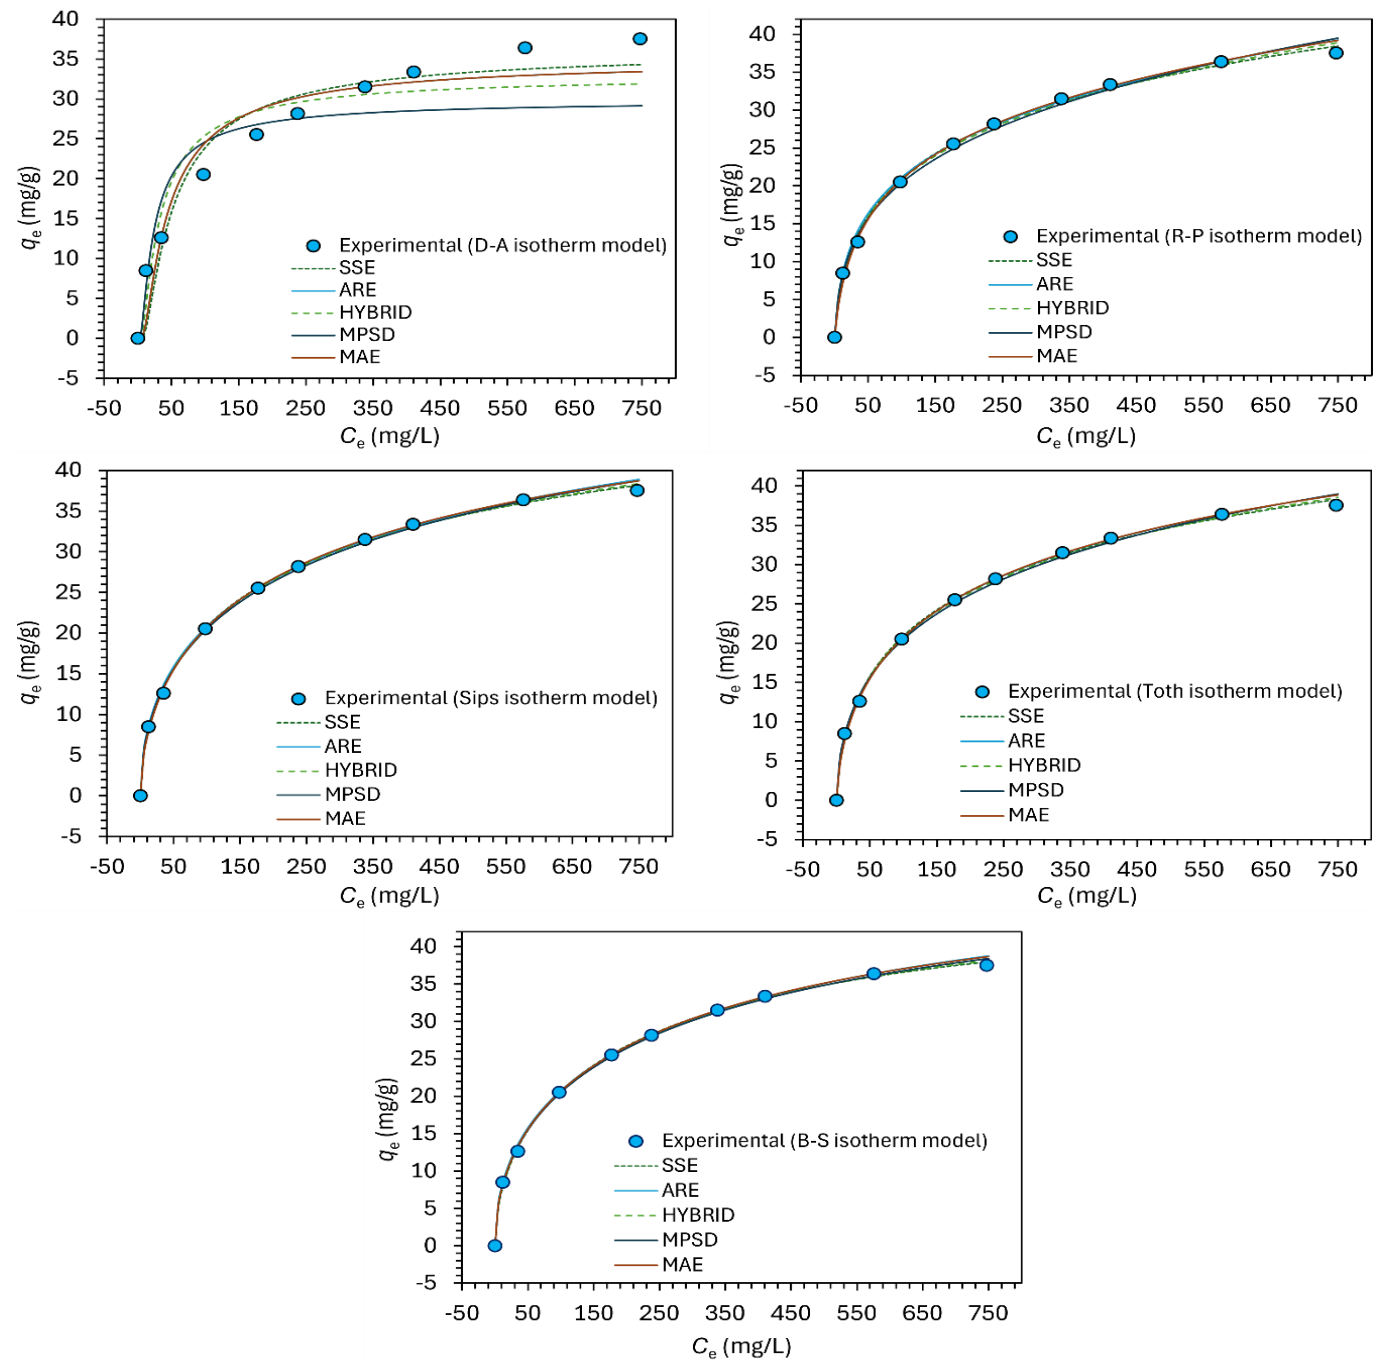 40
35
30
25
20
15
10
5
0
-5
qe (mg/g)
Experimental (D-A isotherm model)
SSE
ARE
HYBRID
MPSD
MAE
-50 50 150 250 350 450 550 650 750
Ce (mg/L)
40
35
30
25
20
15
10
5
0
-5
qe (mg/g)
Experimental (R-P isotherm model)
SSE
ARE
HYBRID
MPSD
MAE
-50 50 150 250 350 450 550 650 750
Ce (mg/L)
40
35
30
25
20
15
10
5
0
-5
qe (mg/g)
Experimental (Sips isotherm model)
SSE
ARE
HYBRID
MPSD
MAE
-50 50 150 250 350 450 550 650 750
Ce (mg/L)
40
35
30
25
20
15
10
5
0
-5
qe (mg/g)
Experimental (Toth isotherm model)
SSE
ARE
HYBRID
MPSD
MAE
-50 50 150 250 350 450 550 650 750
Ce (mg/L)
40
35
30
25
20
15
10
5
0
-5
qe (mg/g)
Experimental (B-S isotherm model)
SSE
ARE
HYBRID
MPSD
MAE
-50 50 150 250 350 450 550 650 750
Ce (mg/L)